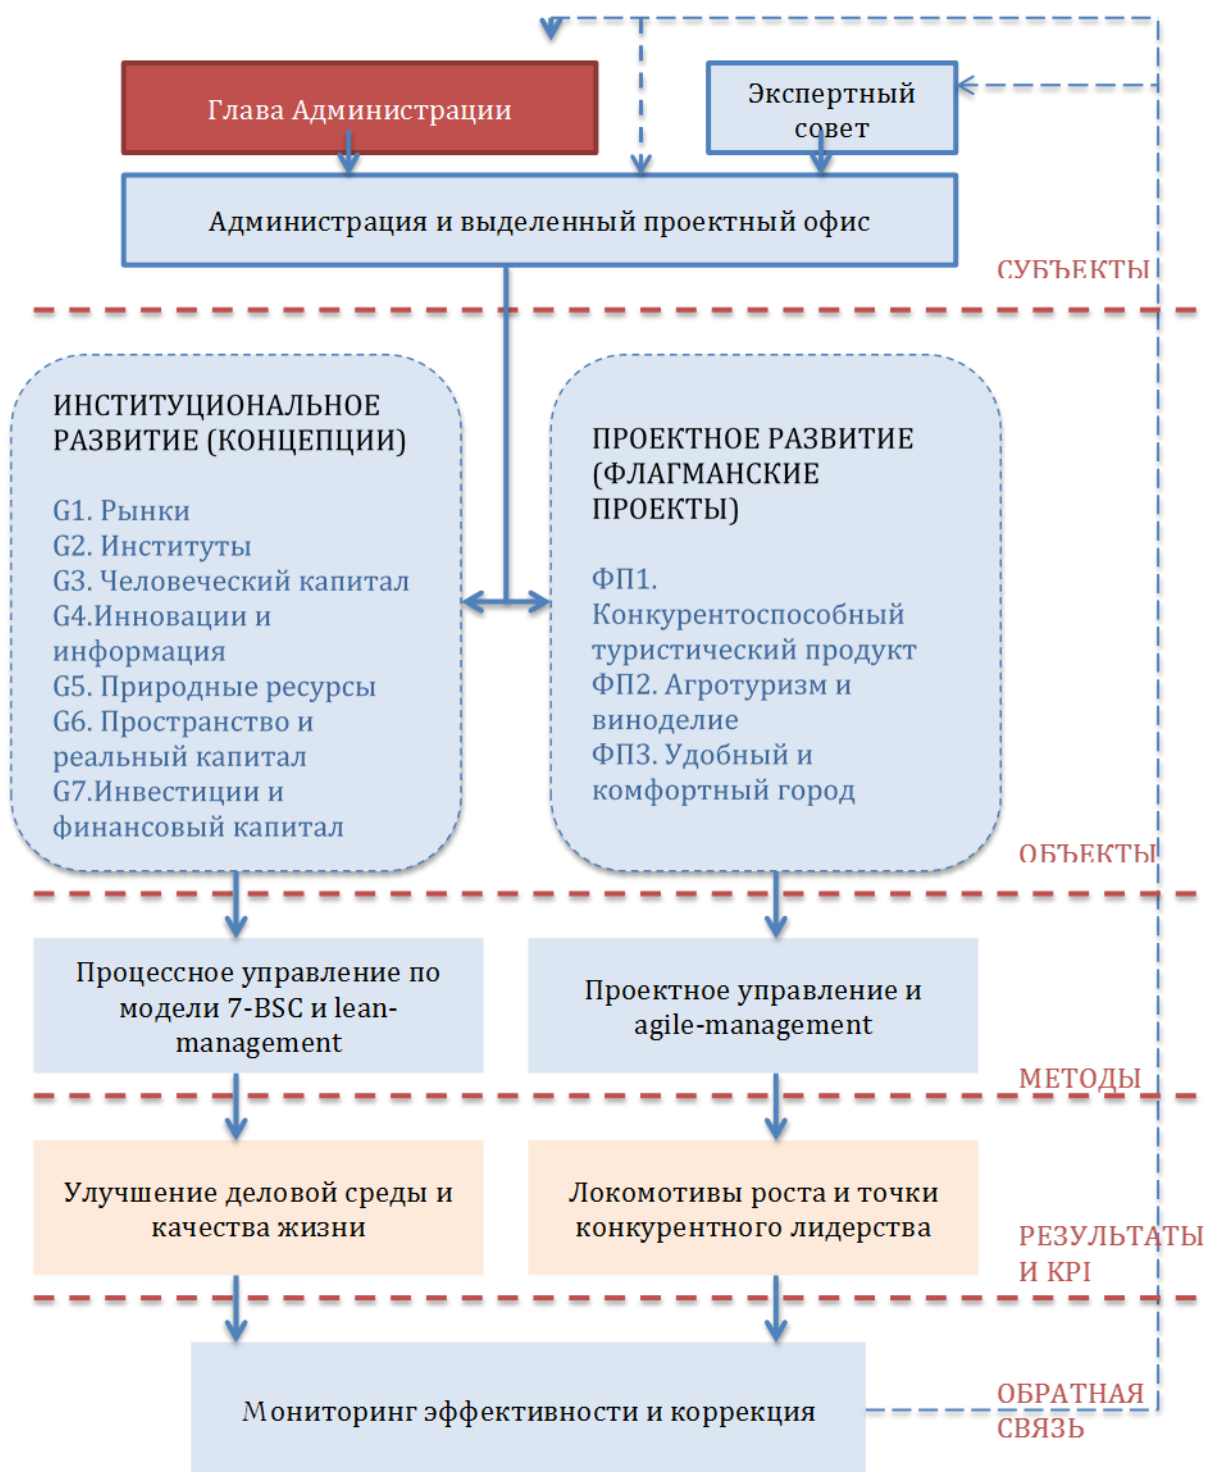 Глава Администрации
Экспертный
совет
Администрация и выделенный проектный офис
СУБЪЕКТЫ
ИНСТИТУЦИОНАЛЬНОЕ
РАЗВИТИЕ (КОНЦЕПЦИИ)
G1. Рынки
G2. Институты
G3. Человеческий капитал
G4.Инновации и
информация
G5. Природные ресурсы
G6. Пространство и
реальный капитал
G7.Инвестиции и
финансовый капитал
ПРОЕКТНОЕ РАЗВИТИЕ
(ФЛАГМАНСКИЕ
ПРОЕКТЫ)
ФП1.
Конкурентоспособный
туристический продукт
ФП2. Агротуризм и
виноделие
ФП3. Удобный и
комфортный город
ОБЪЕКТЫ
Процессное управление по
модели 7-BSC и lean-
management
Проектное управление и
agile-management
МЕТОДЫ
Улучшение деловой среды и
качества жизни
Локомотивы роста и точки
конкурентного лидерства
РЕЗУЛЬТАТЫ
И KPI
Мониторинг эффективности и коррекция
ОБРАТНАЯ
СВЯЗЬ